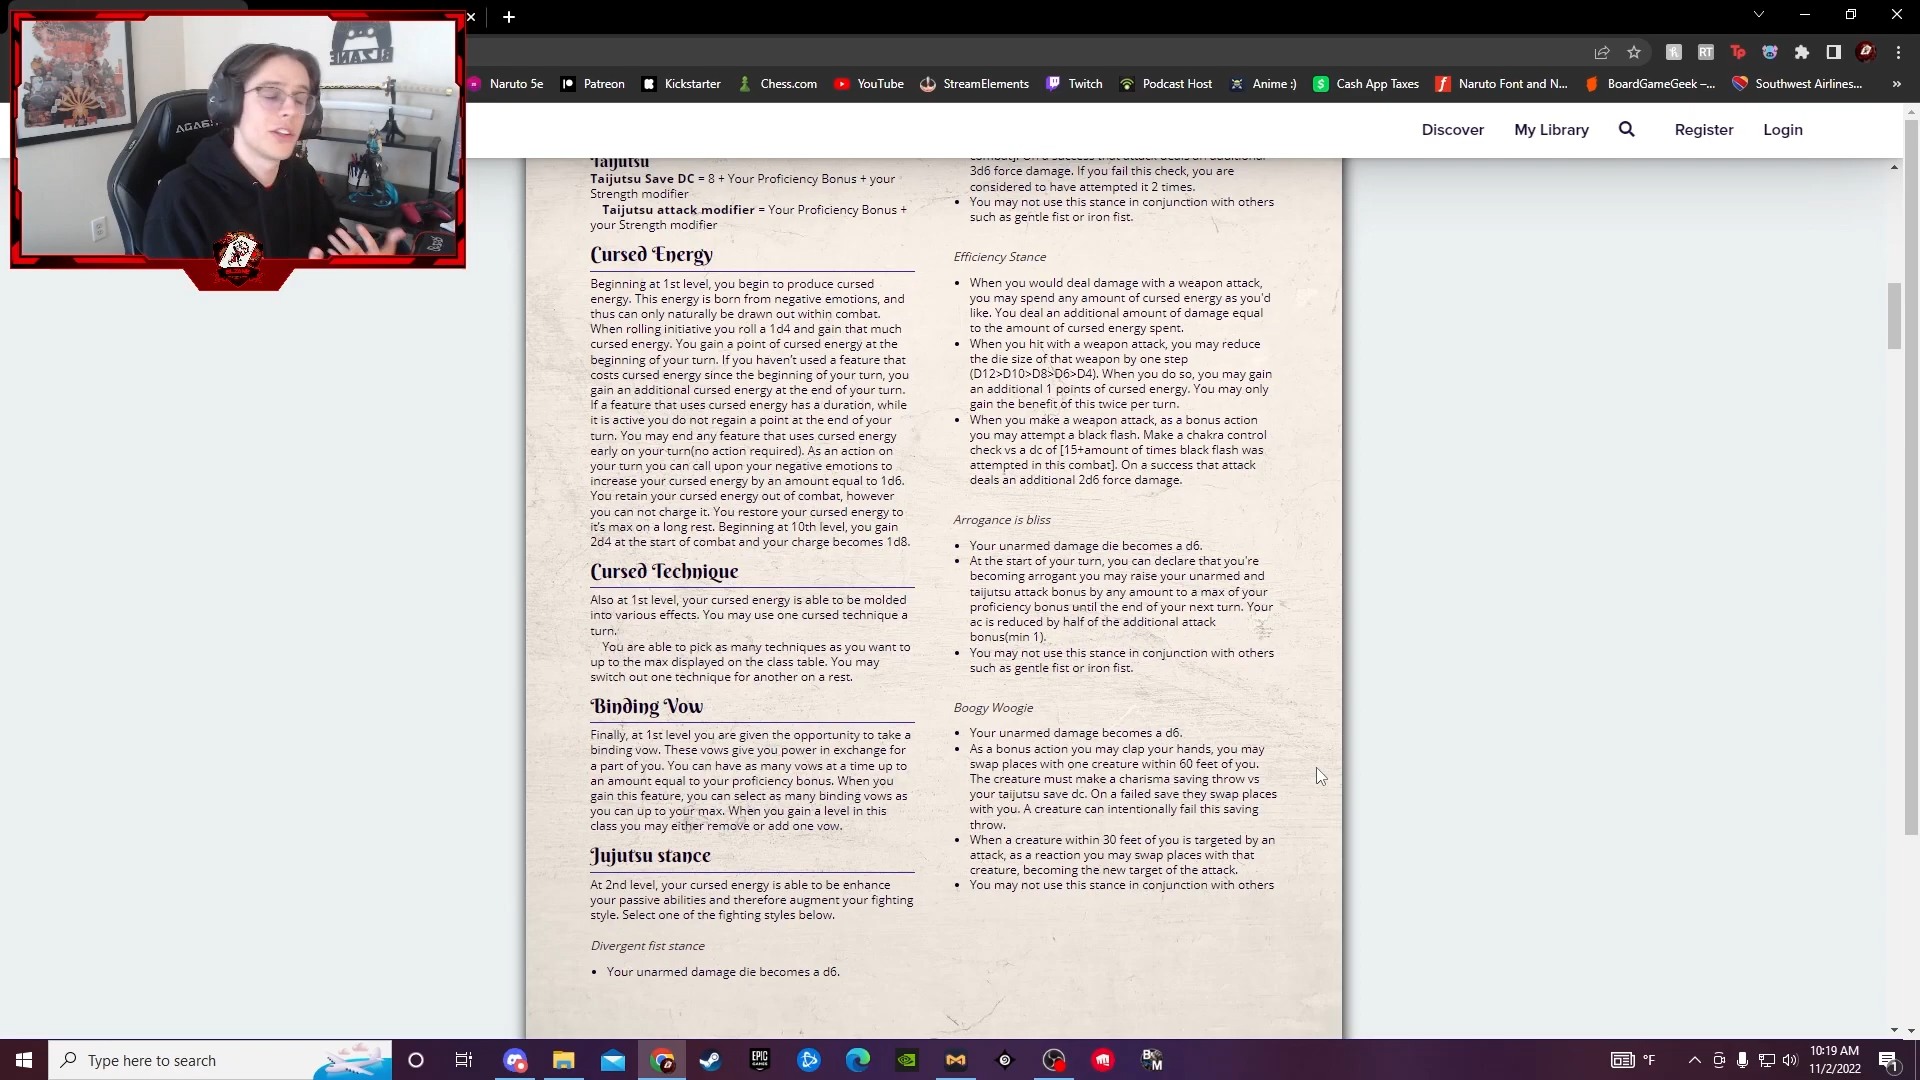 BIZANE
AGAS
Naruto 5e
Patreon
Kickstarter
Chess.com
YouTube
StreamElements
Twitch
Podcast Host
Anime :)
Cash App Taxes
Naruto Font and N...
BoardGameGeek –...
Southwest Airlines...
»
Discover
My Library
Register
Login
Taijutsu
Taijutsu Save DC = 8 + Your Proficiency Bonus + your
Strength modifier
Taijutsu attack modifier = Your Proficiency Bonus +
your Strength modifier
Cursed Energy
Beginning at 1st level, you begin to produce cursed
energy. This energy is born from negative emotions, and
thus can only naturally be drawn out within combat.
When rolling initiative you roll a 1d4 and gain that much
cursed energy. You gain a point of cursed energy at the
beginning of your turn. If you haven't used a feature that
costs cursed energy since the beginning of your turn, you
gain an additional cursed energy at the end of your turn.
If a feature that uses cursed energy has a duration, while
it is active you do not regain a point at the end of your
turn. You may end any feature that uses cursed energy
early on your turn(no action required). As an action on
your turn you can call upon your negative emotions to
increase your cursed energy by an amount equal to 1d6.
You retain your cursed energy out of combat, however
you can not charge it. You restore your cursed energy to
it's max on a long rest. Beginning at 10th level, you gain
2d4 at the start of combat and your charge becomes 1d8.
Cursed Technique
Also at 1st level, your cursed energy is able to be molded
into various effects. You may use one cursed technique a
turn.
You are able to pick as many techniques as you want to
up to the max displayed on the class table. You may
switch out one technique for another on a rest.
Binding Vow
Finally, at 1st level you are given the opportunity to take a
binding vow. These vows give you power in exchange for
a part of you. You can have as many vows at a time up to
an amount equal to your proficiency bonus. When you
gain this feature, you can select as many binding vows as
you can up to your max. When you gain a level in this
class you may either remove or add one vow.
Jujutsu stance
At 2nd level, your cursed energy is able to be enhance
your passive abilities and therefore augment your fighting
style. Select one of the fighting styles below.
Divergent fist stance
• Your unarmed damage die becomes a d6.
combat]. On a success that attack deals an additional
3d6 force damage. If you fail this check, you are
considered to have attempted it 2 times.
• You may not use this stance in conjunction with others
such as gentle fist or iron fist.
Efficiency Stance
• When you would deal damage with a weapon attack,
you may spend any amount of cursed energy as you'd
like. You deal an additional amount of damage equal
to the amount of cursed energy spent.
• When you hit with a weapon attack, you may reduce
the die size of that weapon by one step
(D12>D10>D8>D6>D4). When you do so, you may gain
an additional 1 points of cursed energy. You may only
gain the benefit of this twice per turn.
• When you make a weapon attack, as a bonus action
you may attempt a black flash. Make a chakra control
check vs a dc of [15+amount of times black flash was
attempted in this combat]. On a success that attack
deals an additional 2d6 force damage.
Arrogance is bliss
• Your unarmed damage die becomes a d6.
• At the start of your turn, you can declare that you're
becoming arrogant you may raise your unarmed and
taijutsu attack bonus by any amount to a max of your
proficiency bonus until the end of your next turn. Your
ac is reduced by half of the additional attack
bonus(min 1).
• You may not use this stance in conjunction with others
such as gentle fist or iron fist.
Boogy Woogie
• Your unarmed damage becomes a d6.
• As a bonus action you may clap your hands, you may
swap places with one creature within 60 feet of you.
The creature must make a charisma saving throw vs
your taijutsu save dc. On a failed save they swap places
with you. A creature can intentionally fail this saving
throw.
• When a creature within 30 feet of you is targeted by an
attack, as a reaction you may swap places with that
creature, becoming the new target of the attack.
• You may not use this stance in conjunction with others
Type here to search
EPIC GAMES
°F
10:19 AM
11/2/2022
1